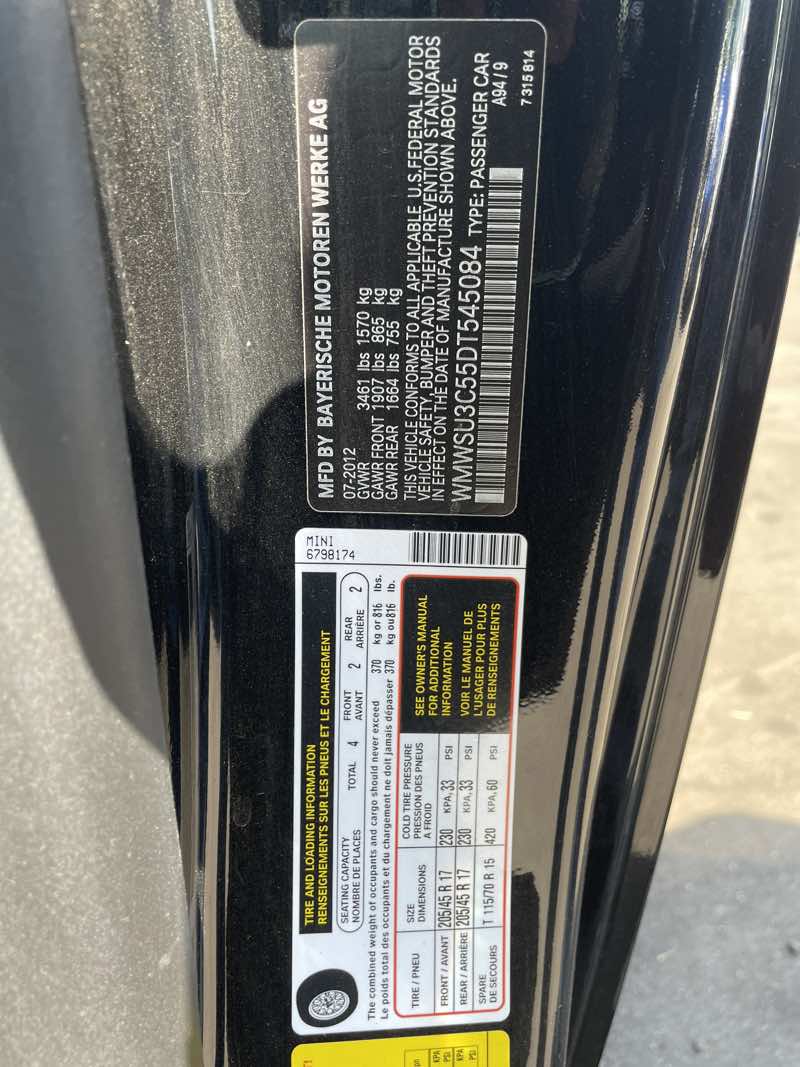 MFD BY BAYERISCHE MOTOREN WERKE AG
07-2012
GVWR 3461 lbs 1570 kg
GAWR FRONT 1907 lbs 865 kg
GAWR REAR 1664 lbs 755 kg
THIS VEHICLE CONFORMS TO ALL APPLICABLE U.S. FEDERAL MOTOR
VEHICLE SAFETY, BUMPER AND THEFT PREVENTION STANDARDS
IN EFFECT ON THE DATE OF MANUFACTURE SHOWN ABOVE.
WMWSU3C55DT545084 TYPE: PASSENGER CAR
A94/9
7 315 814
TIRE AND LOADING INFORMATION
RENSEIGNEMENTS SUR LES PNEUS ET LE CHARGEMENT
MINI
6798174
SEATING CAPACITY TOTAL 4 FRONT 2 REAR 2
NOMBRE DE PLACES AVANT ARRIÈRE
The combined weight of occupants and cargo should never exceed 370 kg or 816 lbs.
Le poids total des occupants et du chargement ne doit jamais dépasser 370 kg ou 816 lb.
TIRE / PNEU
SIZE
DIMENSIONS
COLD TIRE PRESSURE
PRESSION DES PNEUS
A FROID
FRONT / AVANT 205/45 R 17 230 KPA, 33 PSI
REAR / ARRIÈRE 205/45 R 17 230 KPA, 33 PSI
SPARE
DE SECOURS
T 115/70 R 15 420 KPA, 60 PSI
SEE OWNER'S MANUAL
FOR ADDITIONAL
INFORMATION
VOIR LE MANUEL DE
L'USAGER POUR PLUS
DE RENSEIGNEMENTS
KPA
PSI
KPA
PSI